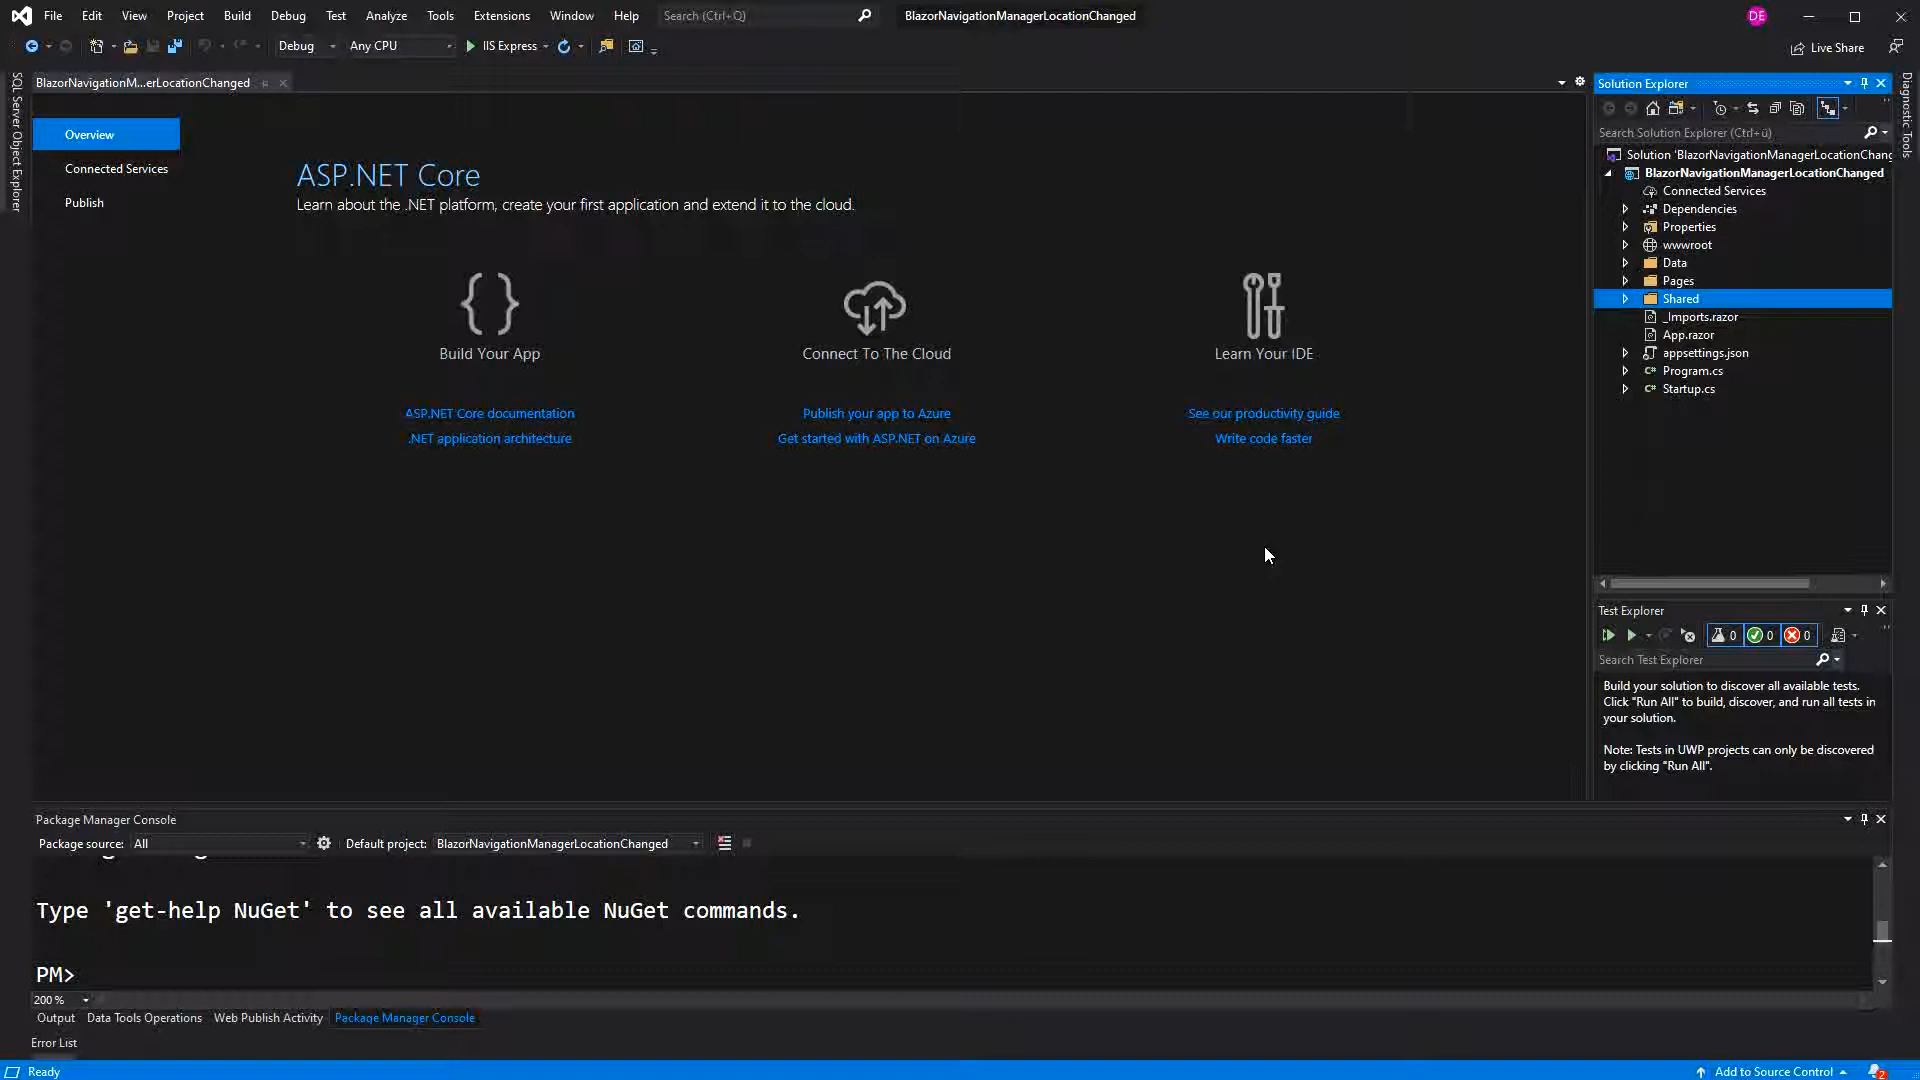 File Edit View Project Build Debug Test Analyze Tools Extensions Window Help Search (Ctrl+Q) BlazorNavigationManagerLocationChanged DE
Debug Any CPU IIS Express Live Share
SQL Server Object Explorer
BlazorNavigationM...erLocationChanged
Overview
Connected Services
Publish
ASP.NET Core
Learn about the .NET platform, create your first application and extend it to the cloud.
Build Your App
ASP.NET Core documentation
.NET application architecture
Connect To The Cloud
Publish your app to Azure
Get started with ASP.NET on Azure
Learn Your IDE
See our productivity guide
Write code faster
Solution Explorer
Search Solution Explorer (Ctrl+ü)
Solution 'BlazorNavigationManagerLocationChang
BlazorNavigationManagerLocationChanged
Connected Services
Dependencies
Properties
wwwroot
Data
Pages
Shared
_Imports.razor
App.razor
appsettings.json
C# Program.cs
C# Startup.cs
Diagnostic Tools
Test Explorer
0 0 0
Search Test Explorer
Build your solution to discover all available tests.
Click "Run All" to build, discover, and run all tests in
your solution.
Note: Tests in UWP projects can only be discovered
by clicking "Run All".
Package Manager Console
Package source: All Default project: BlazorNavigationManagerLocationChanged
Type 'get-help NuGet' to see all available NuGet commands.
PM>
200 %
Output Data Tools Operations Web Publish Activity Package Manager Console
Error List
Ready Add to Source Control 2